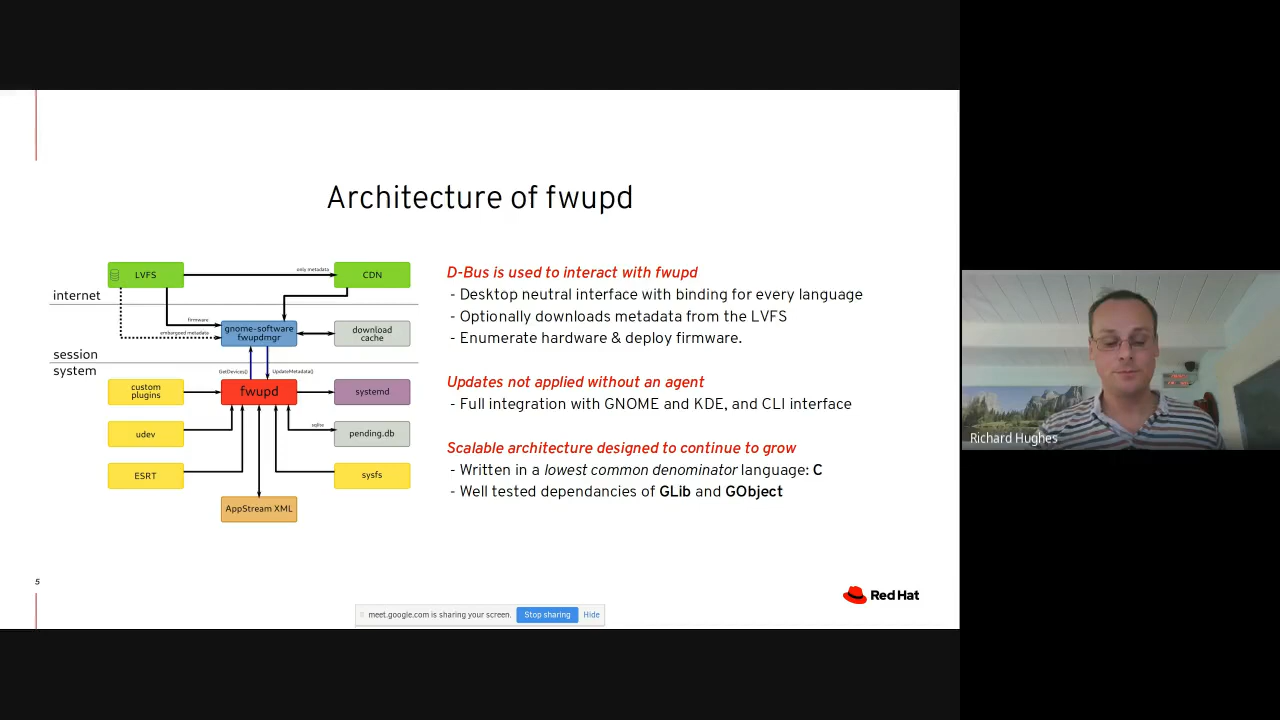 Architecture of fwupd
LVFS
only metadata
CDN
internet
firmware
embargoed metadata
gnome-software
fwupdmgr
download
cache
session
system
GetDevices()
UpdateMetadata()
custom
plugins
fwupd
systemd
udev
sqlite
pending.db
ESRT
sysfs
AppStream XML
D-Bus is used to interact with fwupd
- Desktop neutral interface with binding for every language
- Optionally downloads metadata from the LVFS
- Enumerate hardware & deploy firmware.
Updates not applied without an agent
- Full integration with GNOME and KDE, and CLI interface
Scalable architecture designed to continue to grow
- Written in a lowest common denominator language: C
- Well tested dependancies of GLib and GObject
5
Red Hat
meet.google.com is sharing your screen. Stop sharing Hide
Richard Hughes